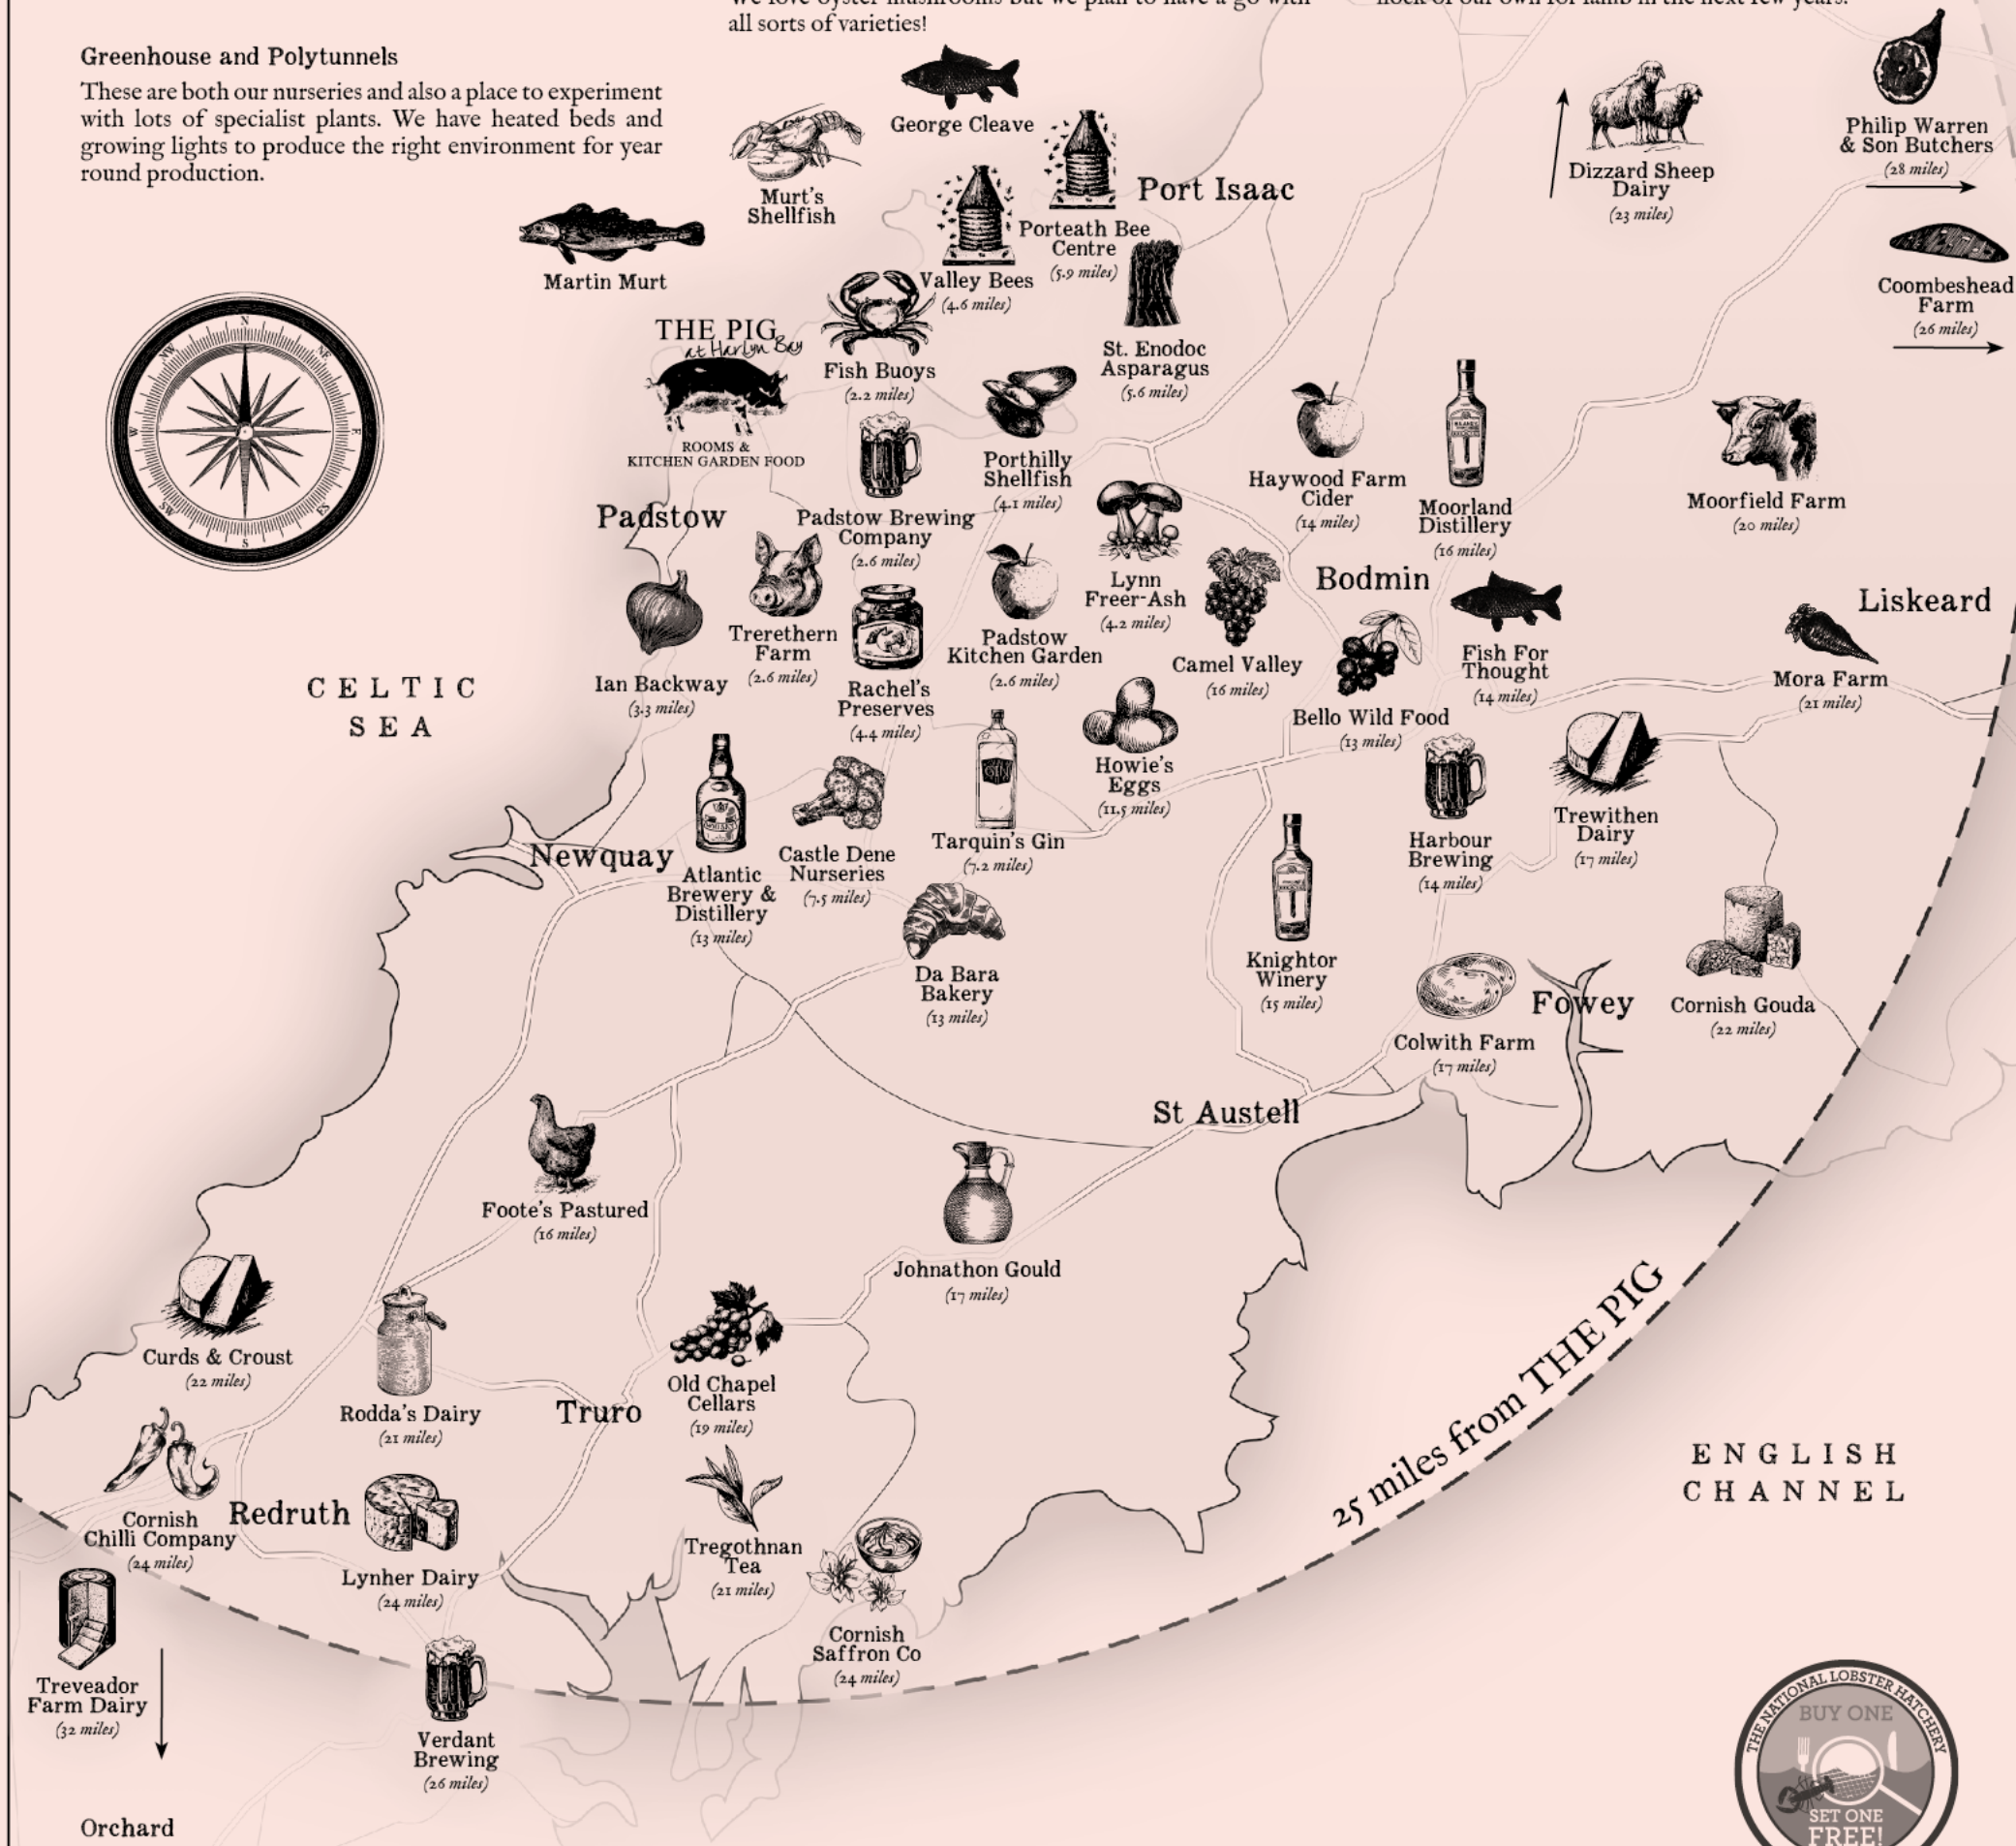 all sorts of varieties!
Greenhouse and Polytunnels
These are both our nurseries and also a place to experiment
with lots of specialist plants. We have heated beds and
growing lights to produce the right environment for year
round production.
George Cleave
Murt's
Shellfish
Martin Murt
Valley Bees
(4.6 miles)
Porteath Bee
Centre
(5.9 miles)
Port Isaac
Dizzard Sheep
Dairy
(23 miles)
Philip Warren
& Son Butchers
(28 miles)
Coombeshead
Farm
(26 miles)
N
NE
E
ES
S
SW
W
NW
THE PIG
at Harlyn Bay
ROOMS &
KITCHEN GARDEN FOOD
Fish Buoys
(2.2 miles)
St. Enodoc
Asparagus
(5.6 miles)
Porthilly
Shellfish
(4.1 miles)
Haywood Farm
Cider
(14 miles)
Moorland
Distillery
(16 miles)
Moorfield Farm
(20 miles)
Padstow
Padstow Brewing
Company
(2.6 miles)
Trerethern
Farm
(2.6 miles)
Ian Backway
(3.3 miles)
Rachel's
Preserves
(4.4 miles)
Padstow
Kitchen Garden
(2.6 miles)
Lynn
Freer-Ash
(4.2 miles)
Camel Valley
(16 miles)
Bodmin
Bello Wild Food
(13 miles)
Fish For
Thought
(14 miles)
Liskeard
Mora Farm
(21 miles)
CELTIC
SEA
Newquay
WHISKY
Atlantic
Brewery &
Distillery
(13 miles)
Castle Dene
Nurseries
(7.5 miles)
GIN
Tarquin's Gin
(7.2 miles)
Howie's
Eggs
(11.5 miles)
Harbour
Brewing
(14 miles)
Trewithen
Dairy
(17 miles)
Da Bara
Bakery
(13 miles)
Knightor
Winery
(15 miles)
Colwith Farm
(17 miles)
Fowey
Cornish Gouda
(22 miles)
St Austell
Foote's Pastured
(16 miles)
Johnathon Gould
(17 miles)
Curds & Croust
(22 miles)
Rodda's Dairy
(21 miles)
Truro
Old Chapel
Cellars
(19 miles)
25 miles from THE PIG
ENGLISH
CHANNEL
Cornish
Chilli Company
(24 miles)
Redruth
Lynher Dairy
(24 miles)
Tregothnan
Tea
(21 miles)
Cornish
Saffron Co
(24 miles)
Treveador
Farm Dairy
(32 miles)
Verdant
Brewing
(26 miles)
Orchard
THE NATIONAL LOBSTER HATCHERY
BUY ONE
SET ONE
FREE!